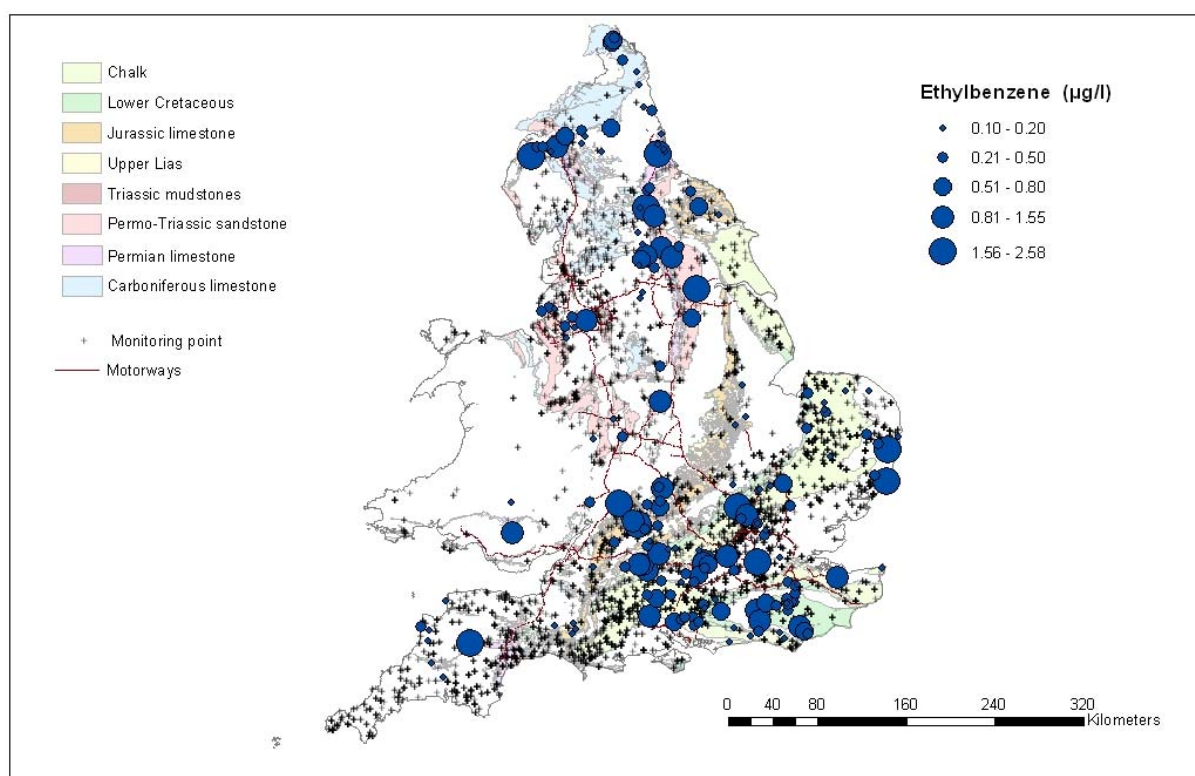 Chalk
Lower Cretaceous
Jurassic limestone
Upper Lias
Triassic mudstones
Permo-Triassic sandstone
Permian limestone
Carboniferous limestone
Monitoring point
Motorways
Ethylbenzene (µg/l)
0.10 - 0.20
0.21 - 0.50
0.51 - 0.80
0.81 - 1.55
1.56 - 2.58
0 40 80 160 240 320
Kilometers